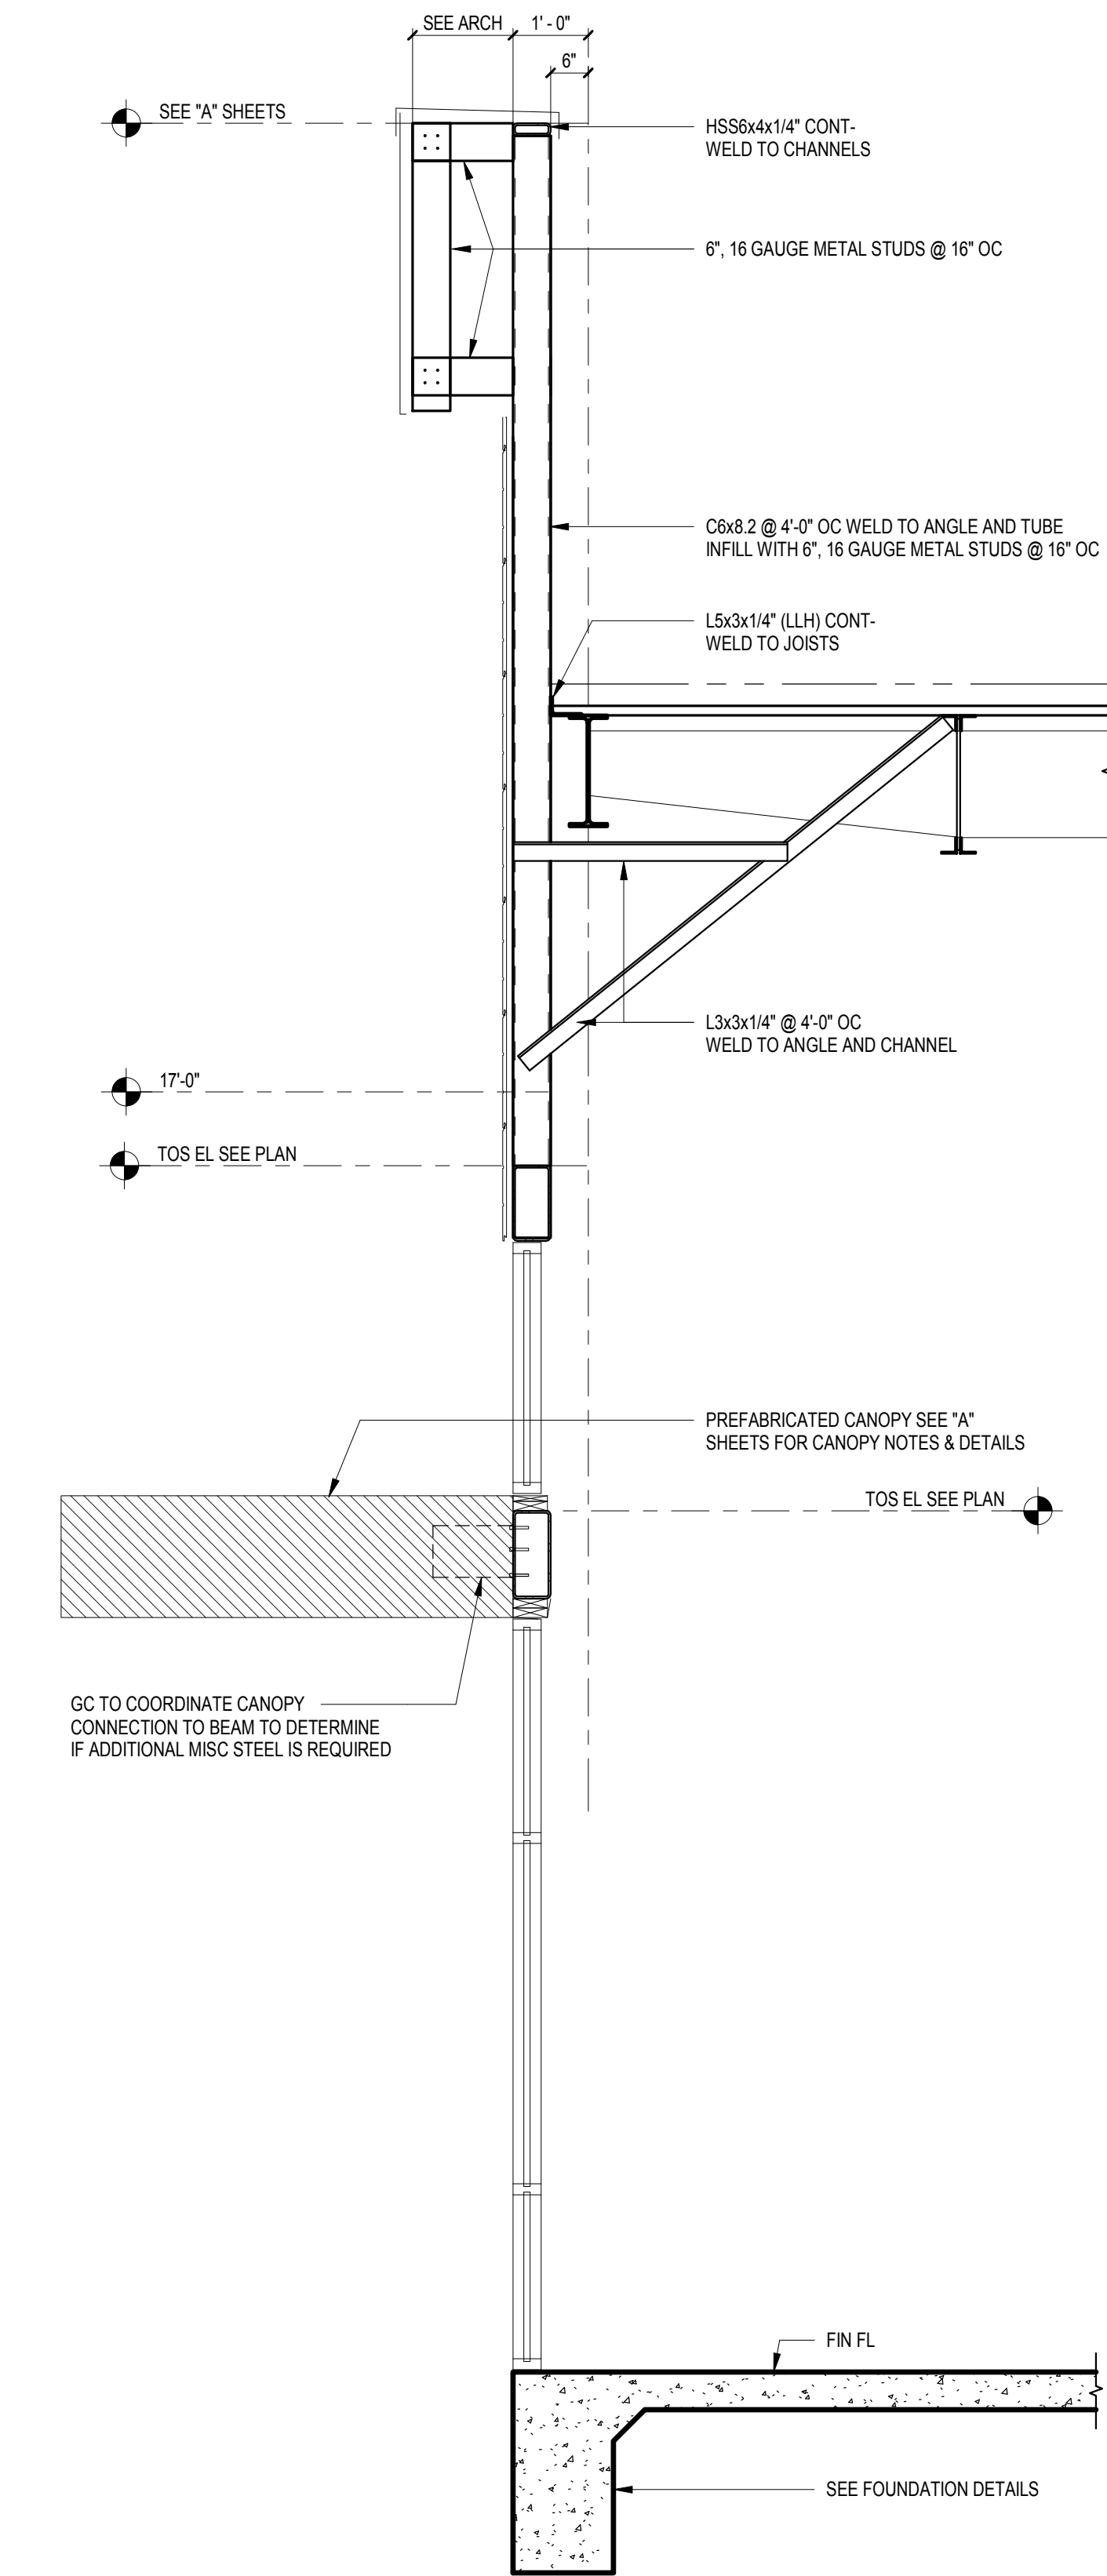 SEE ARCH
1' - 0"
6"
SEE "A" SHEETS
HSS6x4x1/4" CONT-
WELD TO CHANNELS
6", 16 GAUGE METAL STUDS @ 16" OC
C6x8.2 @ 4'-0" OC WELD TO ANGLE AND TUBE
INFILL WITH 6", 16 GAUGE METAL STUDS @ 16" OC
L5x3x1/4" (LLH) CONT-
WELD TO JOISTS
L3x3x1/4" @ 4'-0" OC
WELD TO ANGLE AND CHANNEL
17'-0"
TOS EL SEE PLAN
PREFABRICATED CANOPY SEE "A"
SHEETS FOR CANOPY NOTES & DETAILS
TOS EL SEE PLAN
GC TO COORDINATE CANOPY
CONNECTION TO BEAM TO DETERMINE
IF ADDITIONAL MISC STEEL IS REQUIRED
FIN FL
SEE FOUNDATION DETAILS